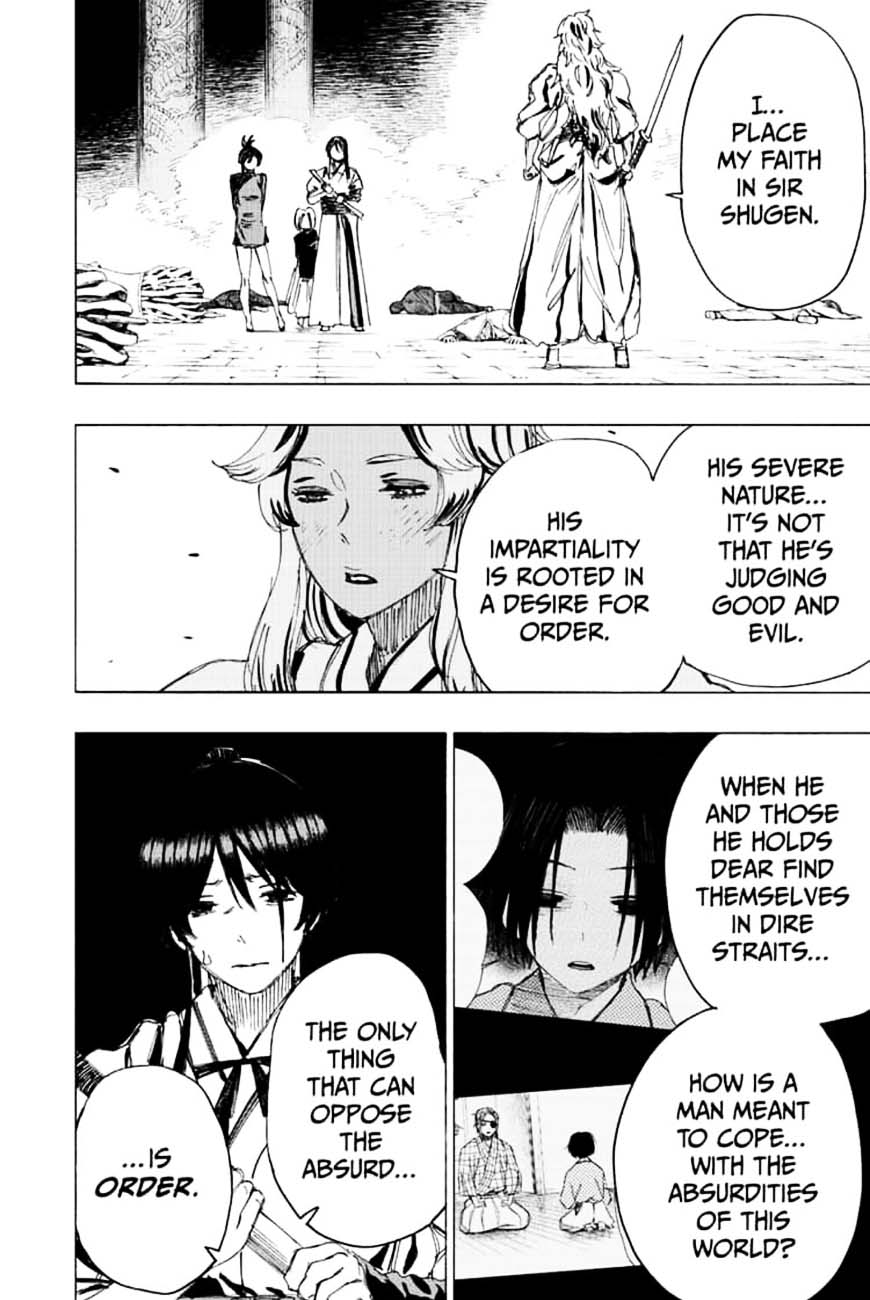 I...
PLACE
MY FAITH
IN SIR
SHUGEN.
HIS SEVERE
NATURE...
IT'S NOT
THAT HE'S
JUDGING
GOOD AND
EVIL.
HIS
IMPARTIALITY
IS ROOTED IN
A DESIRE FOR
ORDER.
WHEN HE
AND THOSE
HE HOLDS
DEAR FIND
THEMSELVES
IN DIRE
STRAITS...
HOW IS A
MAN MEANT
TO COPE...
WITH THE
ABSURDITIES
OF THIS
WORLD?
THE ONLY
THING
THAT CAN
OPPOSE
THE
ABSURD...
...IS
ORDER.